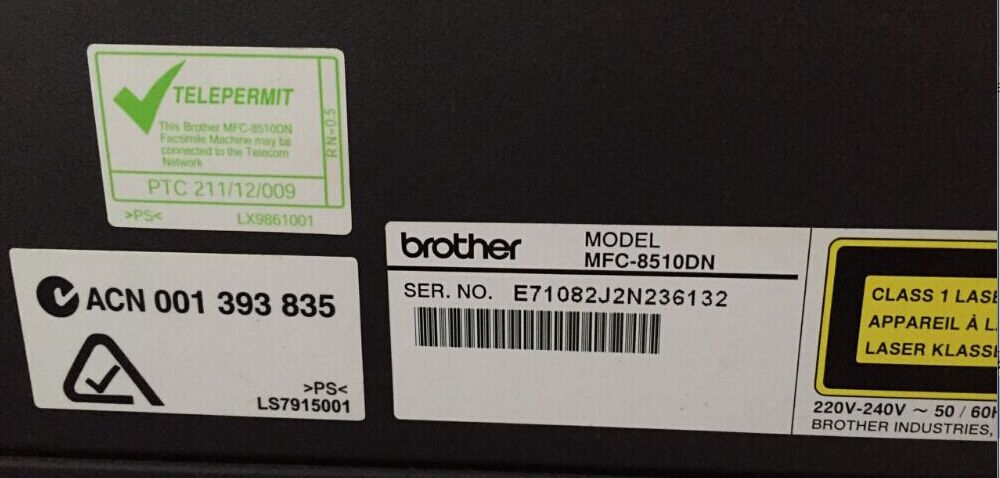 TELEPERMIT
This Brother MFC-8510DN
Facsimile Machine may be
connected to the Telecom
Network.
RN=0.5
PTC 211/12/009
>PS<
LX9861001
ACN 001 393 835
>PS<
LS7915001
brother
MODEL
MFC-8510DN
SER. NO. E71082J2N236132
CLASS 1 LASE
APPAREIL À L
LASER KLASS
220V-240V ~ 50 / 60H
BROTHER INDUSTRIES,